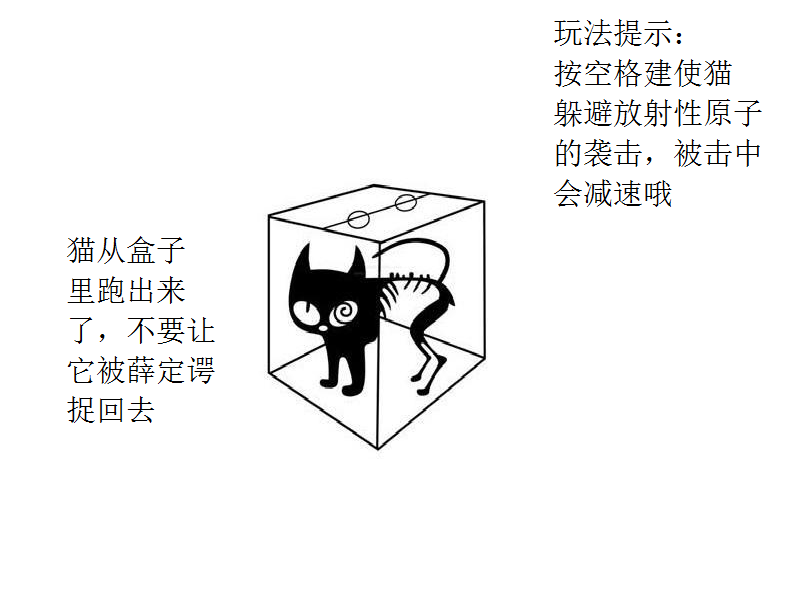 玩法提示：
按空格建使猫
躲避放射性原子
的袭击，被击中
会减速哦
猫从盒子
里跑出来
了，不要让
它被薛定谔
捉回去